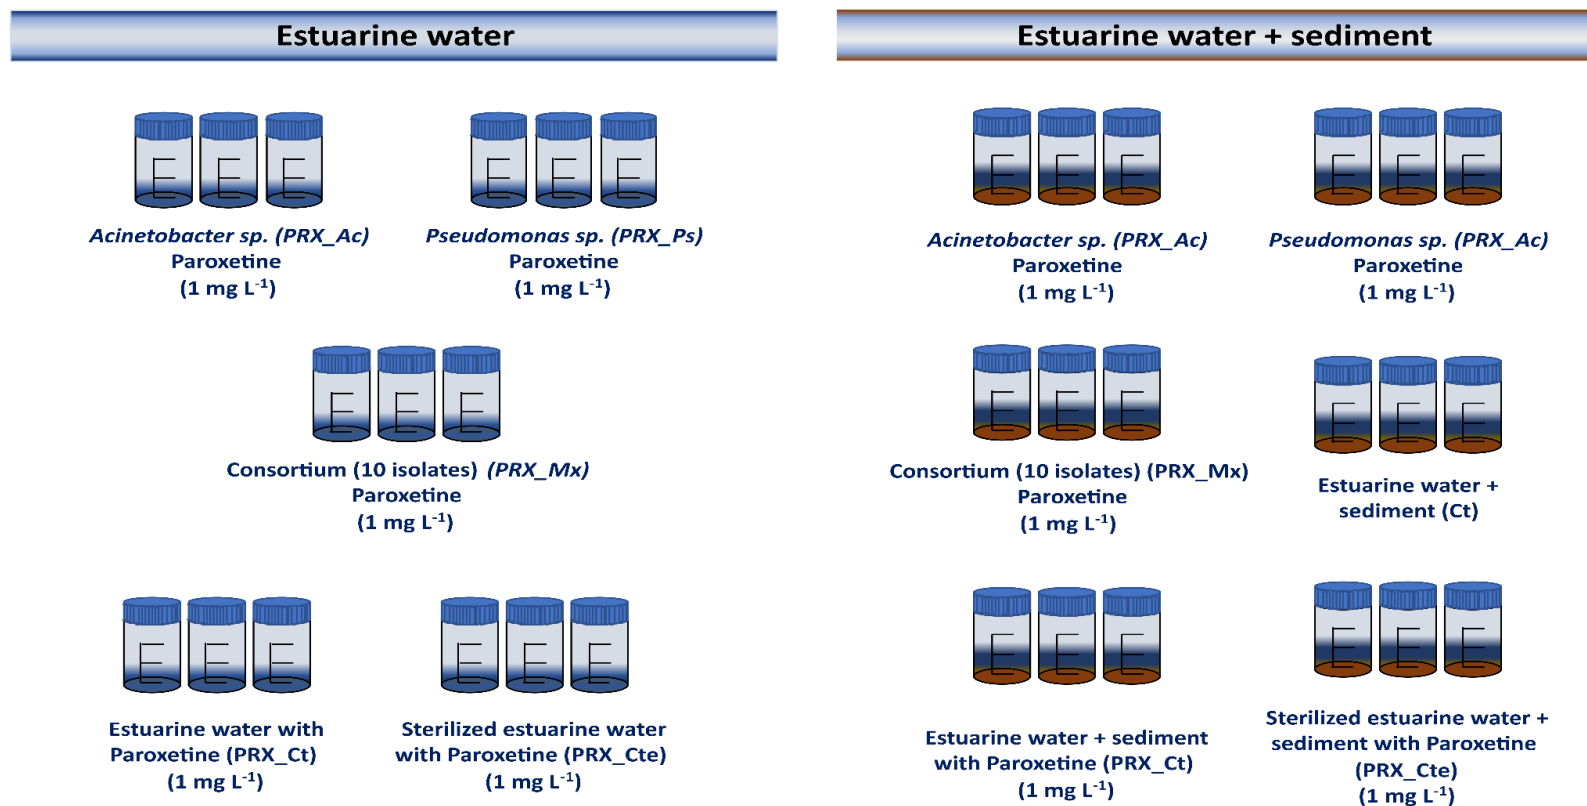 Estuarine water
Acinetobacter sp. (PRX_Ac)
Paroxetine
(1 mg L⁻¹)
Pseudomonas sp. (PRX_Ps)
Paroxetine
(1 mg L⁻¹)
Consortium (10 isolates) (PRX_Mx)
Paroxetine
(1 mg L⁻¹)
Estuarine water with
Paroxetine (PRX_Ct)
(1 mg L⁻¹)
Sterilized estuarine water
with Paroxetine (PRX_Cte)
(1 mg L⁻¹)
Estuarine water + sediment
Acinetobacter sp. (PRX_Ac)
Paroxetine
(1 mg L⁻¹)
Pseudomonas sp. (PRX_Ac)
Paroxetine
(1 mg L⁻¹)
Consortium (10 isolates) (PRX_Mx)
Paroxetine
(1 mg L⁻¹)
Estuarine water +
sediment (Ct)
Estuarine water + sediment
with Paroxetine (PRX_Ct)
(1 mg L⁻¹)
Sterilized estuarine water +
sediment with Paroxetine
(PRX_Cte)
(1 mg L⁻¹)